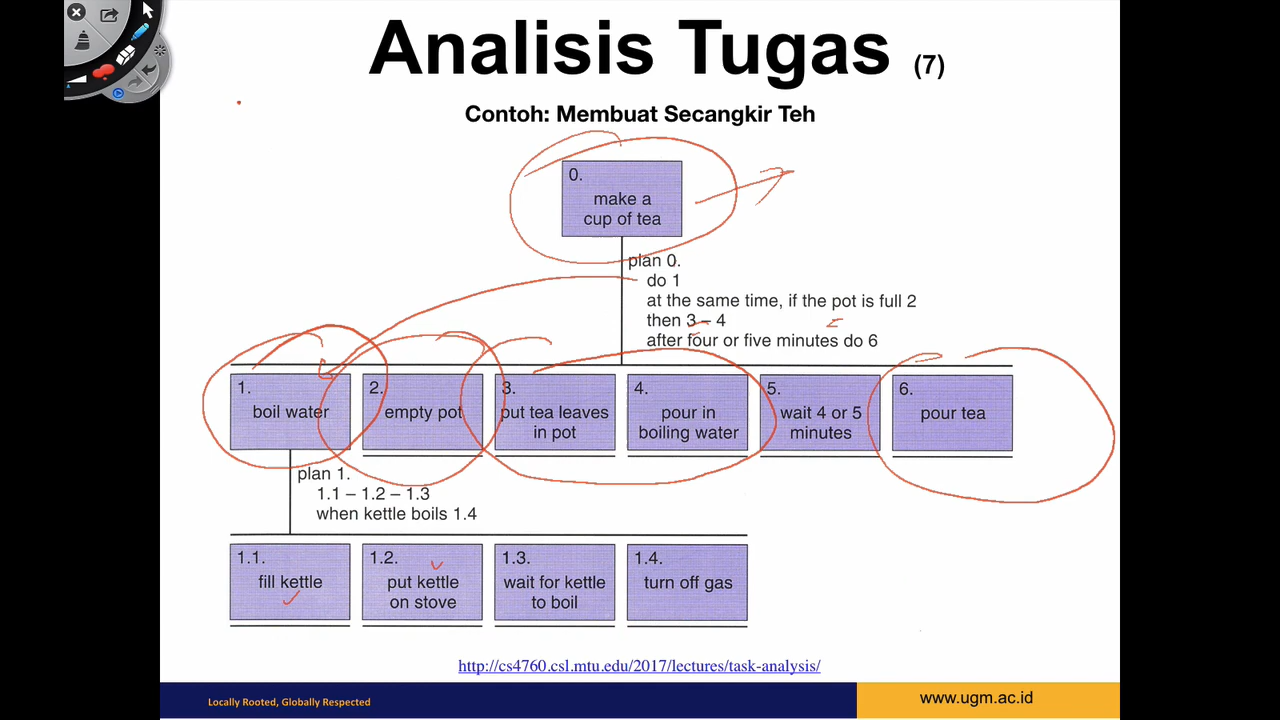 Analisis Tugas (7)
Contoh: Membuat Secangkir Teh
0.
make a
cup of tea
plan 0.
do 1
at the same time, if the pot is full 2
then 3 – 4
after four or five minutes do 6
1.
boil water
2.
empty pot
3.
put tea leaves
in pot
4.
pour in
boiling water
5.
wait 4 or 5
minutes
6.
pour tea
plan 1.
1.1 – 1.2 – 1.3
when kettle boils 1.4
1.1.
fill kettle
1.2.
put kettle
on stove
1.3.
wait for kettle
to boil
1.4.
turn off gas
http://cs4760.csl.mtu.edu/2017/lectures/task-analysis/
Locally Rooted, Globally Respected
www.ugm.ac.id